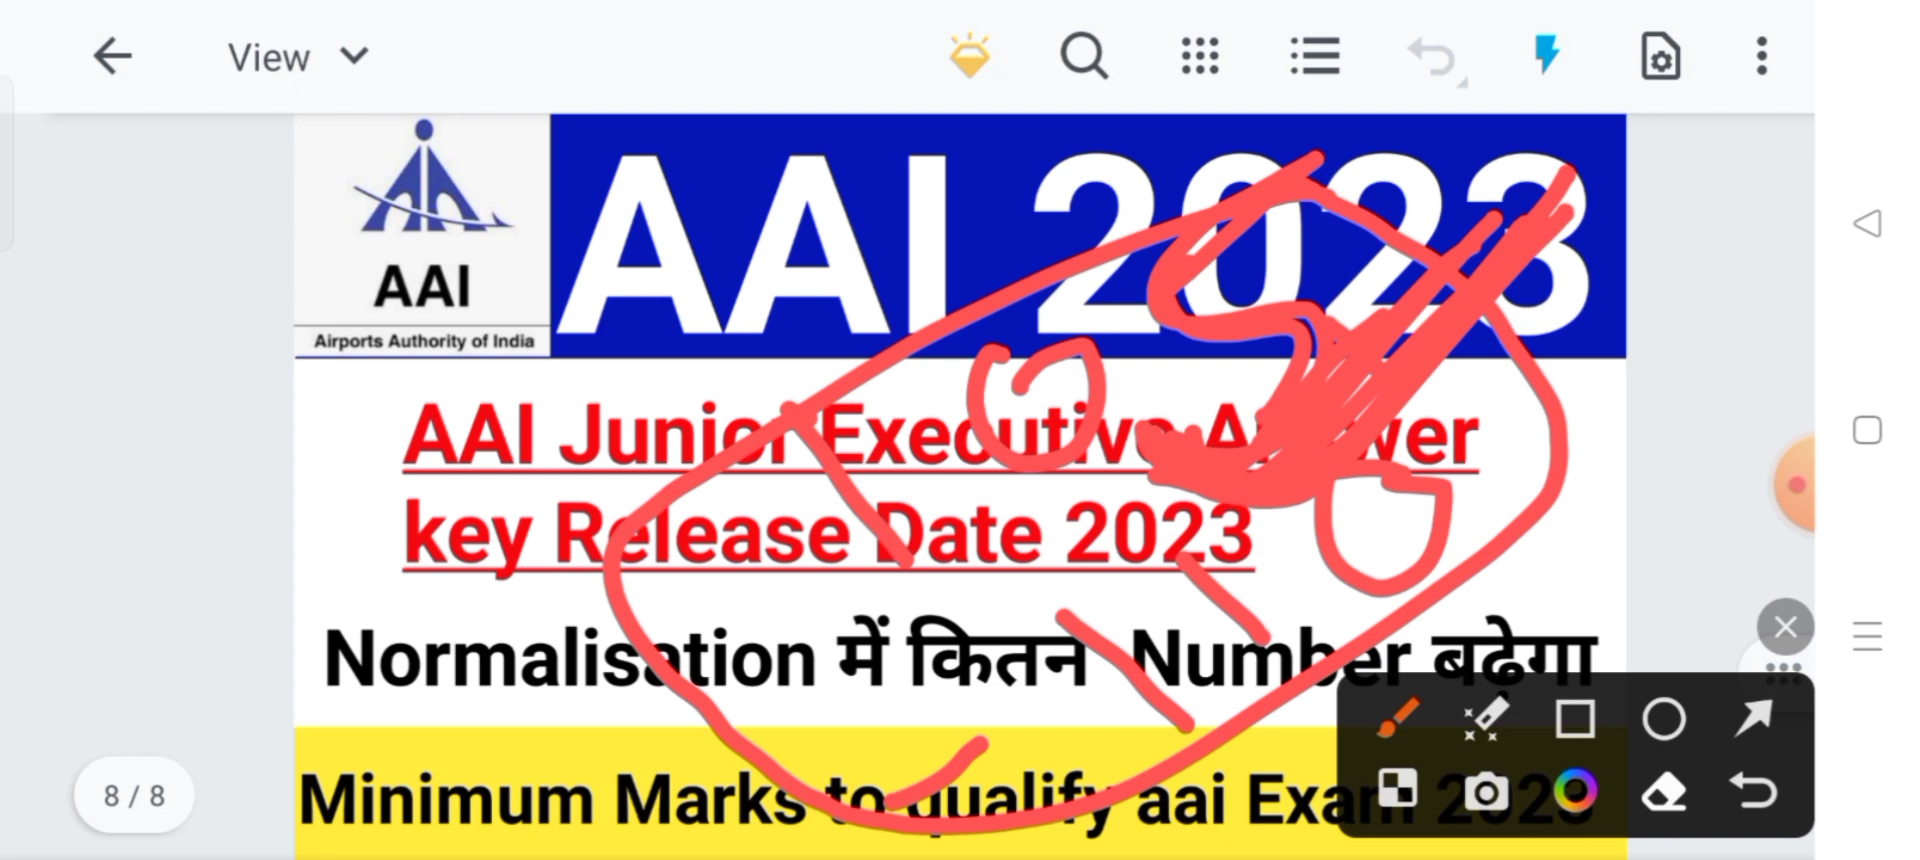 View
AAI
Airports Authority of India
AAI 2023
AAI Junior Executive Answer
key Release Date 2023
Normalisation में कितन Number बढ़ेगा
8 / 8
Minimum Marks to qualify aai Exam 2023